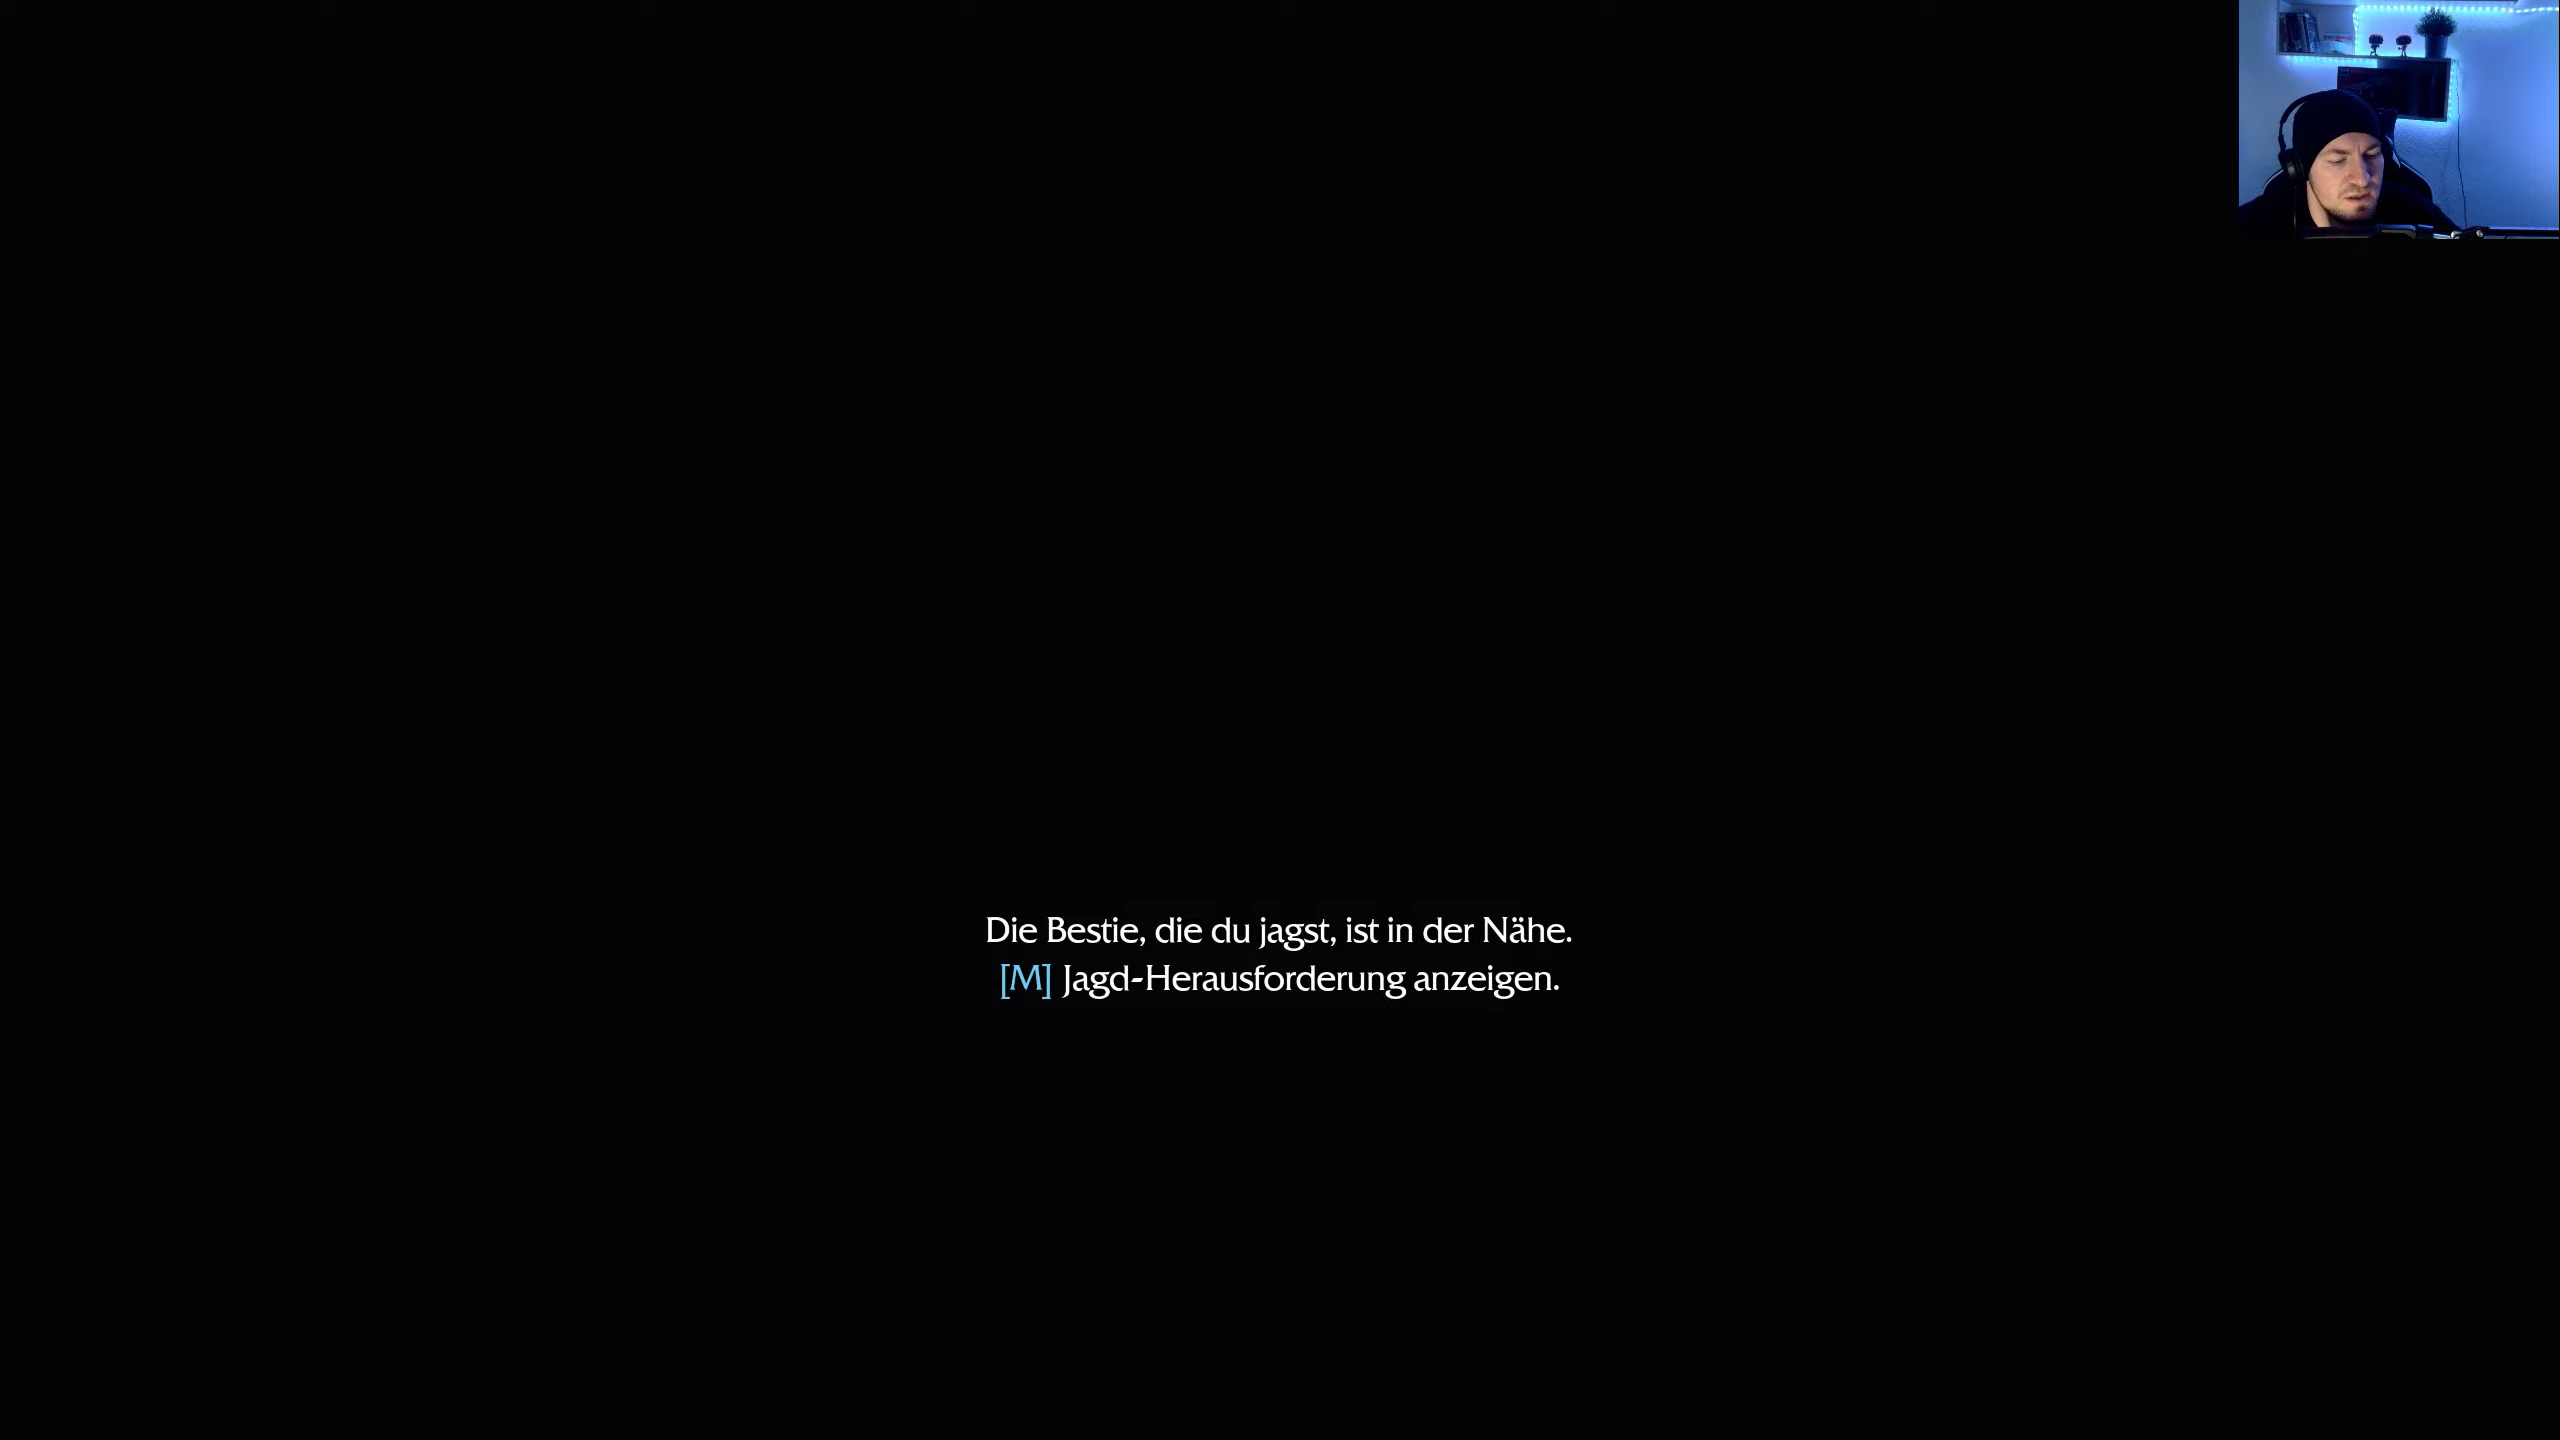 Die Bestie, die du jagst, ist in der Nähe.
[M] Jagd-Herausforderung anzeigen.